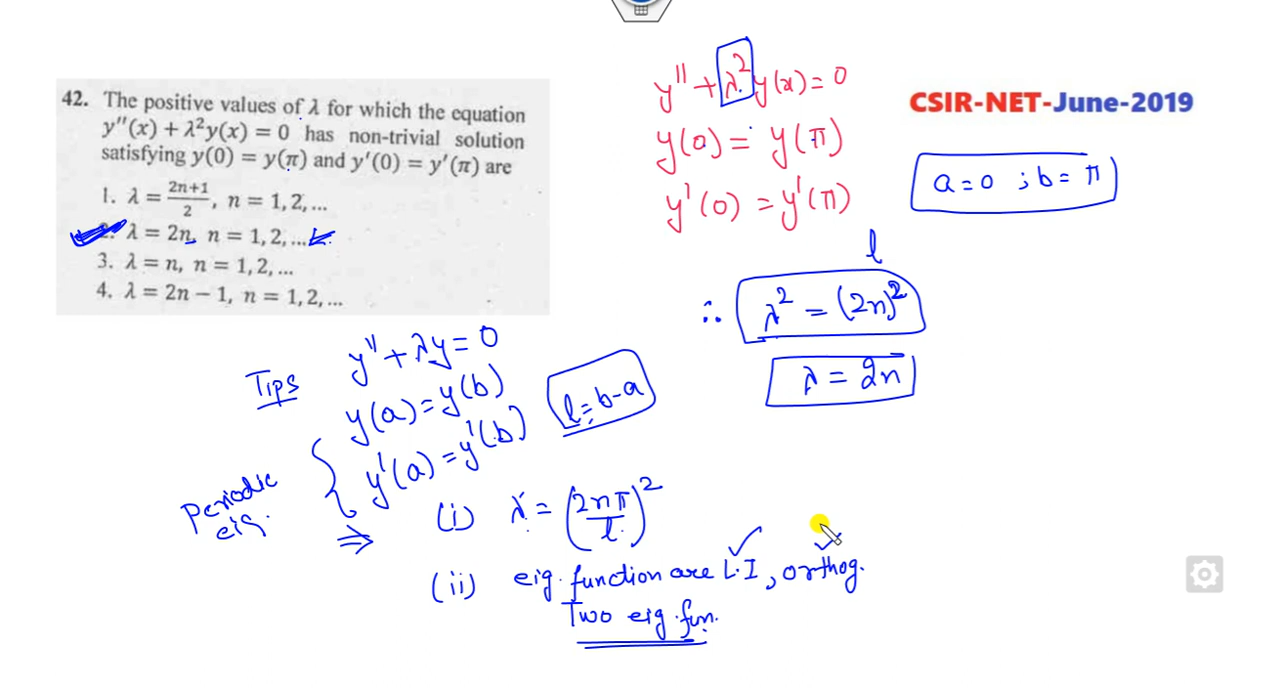 42. The positive values of λ for which the equation
y''(x) + λ²y(x) = 0 has non-trivial solution
satisfying y(0) = y(π) and y'(0) = y'(π) are
1. λ = (2n+1)/2, n = 1, 2, ...
2. λ = 2n, n = 1, 2, ...
3. λ = n, n = 1, 2, ...
4. λ = 2n − 1, n = 1, 2, ...
y'' + λ² y(x) = 0
y(0) = y(π)
y'(0) = y'(π)
CSIR-NET-June-2019
a = 0 ; b = π
l
∴ λ² = (2n)²
λ = 2n
Tips
y'' + λy = 0
y(a) = y(b)
y'(a) = y'(b)
l = b-a
Periodic
eig.
⇒ (i) λ = (2nπ/l)²
(ii) eig. function are L.I, orthog.
Two eig. fun.